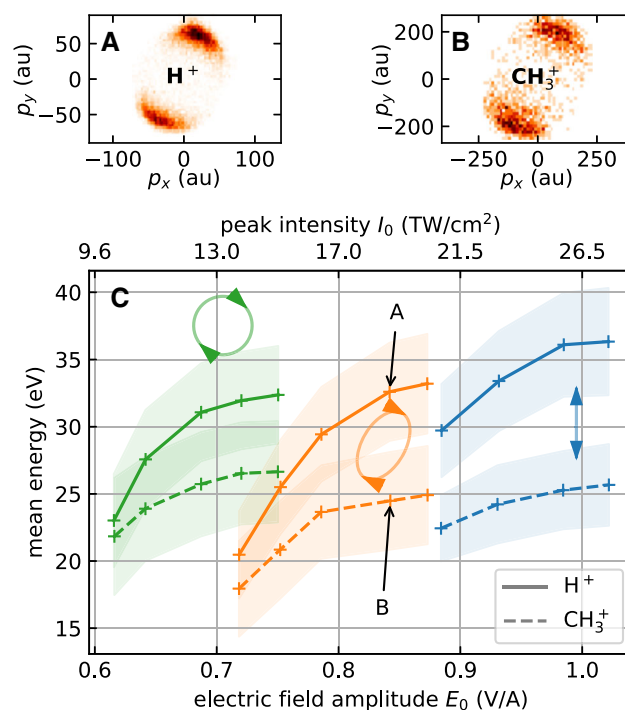 A
H+
p_y (au)
50
0
−50
−100
0
100
p_x (au)
B
CH3+
p_y (au)
200
0
−200
−250
0
250
p_x (au)
peak intensity I0 (TW/cm2)
9.6 13.0 17.0 21.5 26.5
C
A
B
mean energy (eV)
40
35
30
25
20
15
H+
CH3+
0.6 0.7 0.8 0.9 1.0
electric field amplitude E0 (V/A)